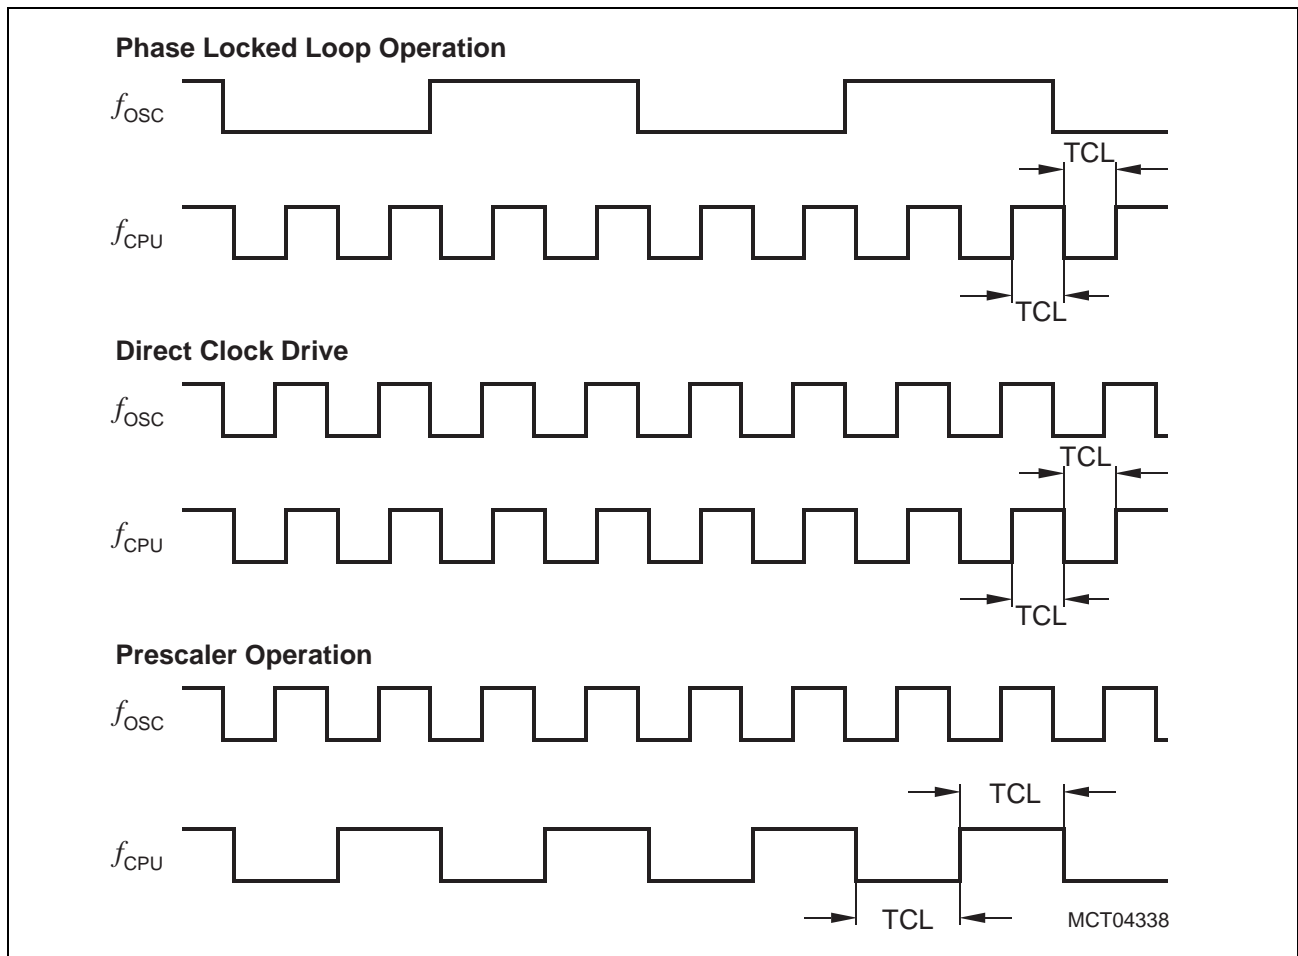 Phase Locked Loop Operation
fOSC
TCL
fCPU
TCL
Direct Clock Drive
fOSC
TCL
fCPU
TCL
Prescaler Operation
fOSC
TCL
fCPU
TCL
MCT04338